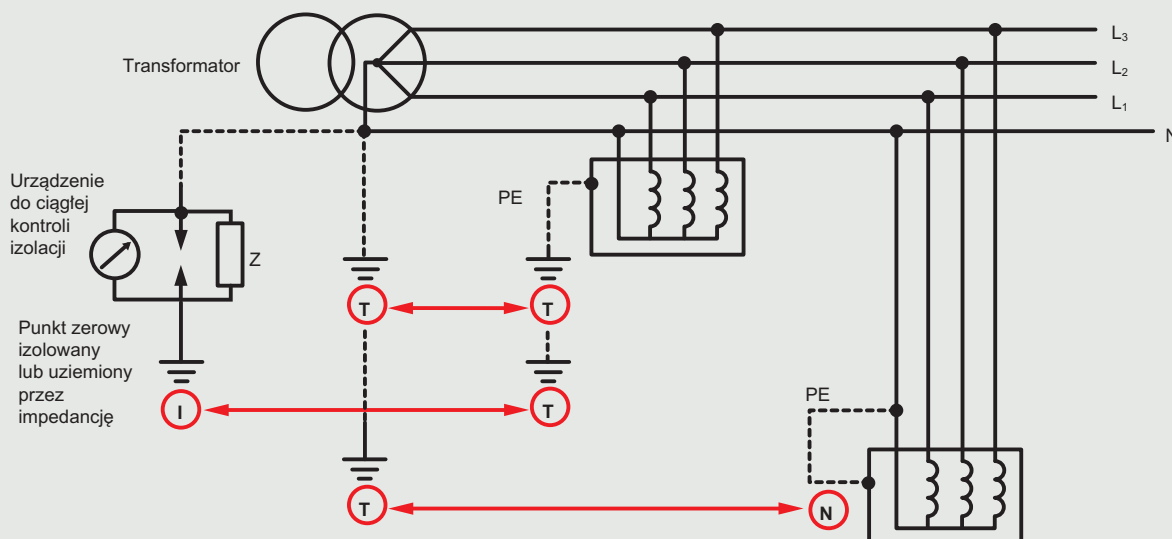 Transformator
L₃
L₂
L₁
N
Urządzenie
do ciągłej
kontroli
izolacji
Z
PE
T
T
Punkt zerowy
izolowany
lub uziemiony
przez
impedancję
I
T
PE
T
N